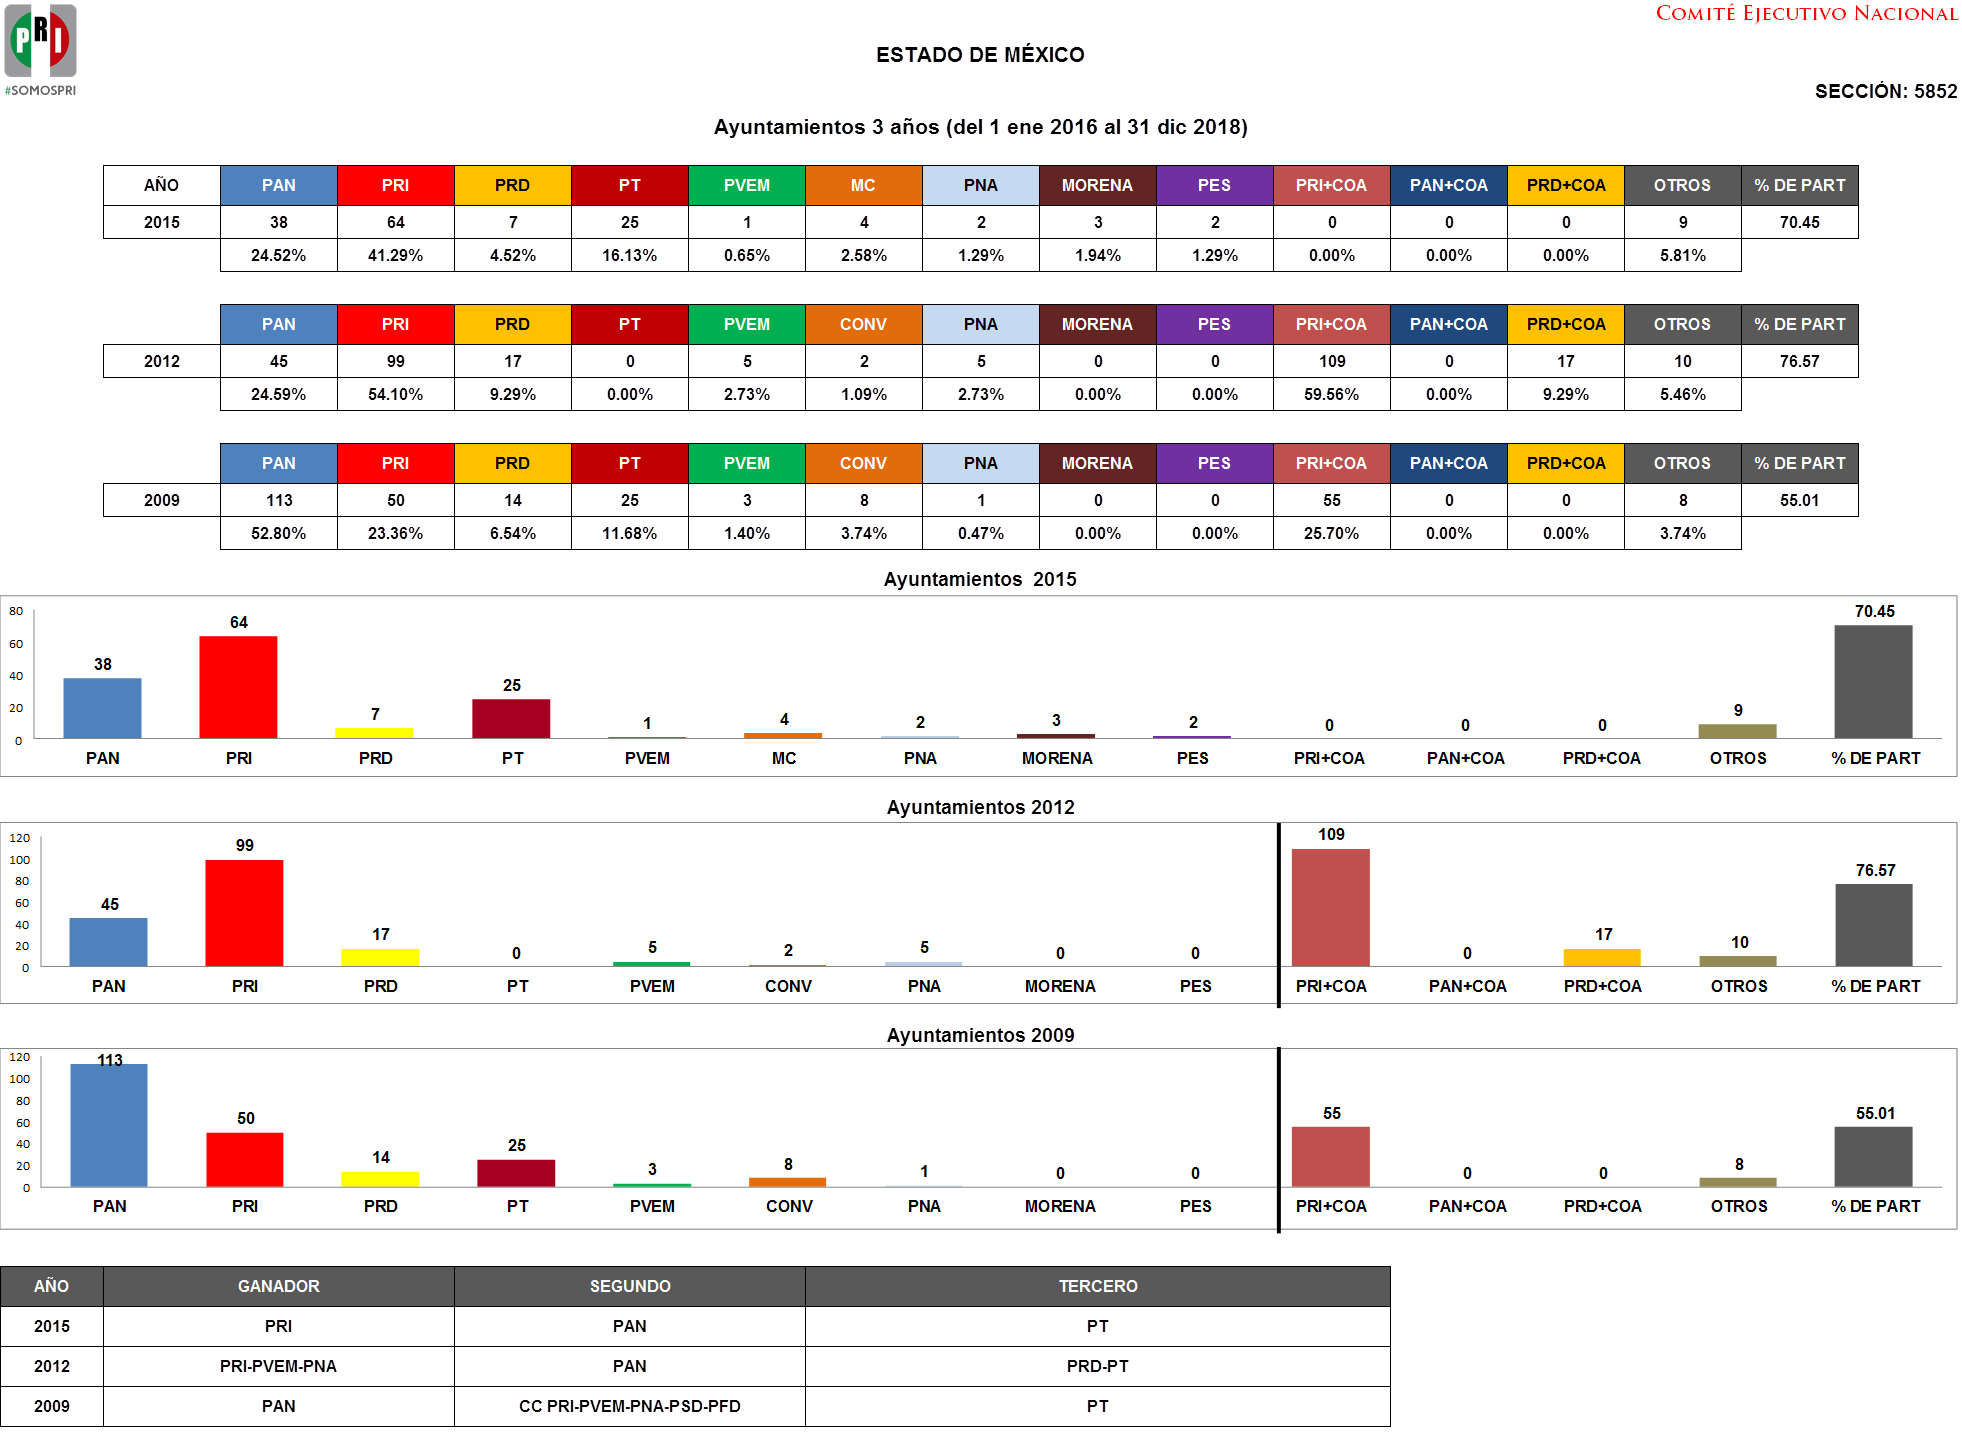 PRI
#SOMOSPRI
COMITÉ EJECUTIVO NACIONAL
ESTADO DE MÉXICO
SECCIÓN: 5852
Ayuntamientos 3 años (del 1 ene 2016 al 31 dic 2018)
AÑO PAN PRI PRD PT PVEM MC PNA MORENA PES PRI+COA PAN+COA PRD+COA OTROS % DE PART
2015 38 64 7 25 1 4 2 3 2 0 0 0 9 70.45
24.52% 41.29% 4.52% 16.13% 0.65% 2.58% 1.29% 1.94% 1.29% 0.00% 0.00% 0.00% 5.81%
PAN PRI PRD PT PVEM CONV PNA MORENA PES PRI+COA PAN+COA PRD+COA OTROS % DE PART
2012 45 99 17 0 5 2 5 0 0 109 0 17 10 76.57
24.59% 54.10% 9.29% 0.00% 2.73% 1.09% 2.73% 0.00% 0.00% 59.56% 0.00% 9.29% 5.46%
PAN PRI PRD PT PVEM CONV PNA MORENA PES PRI+COA PAN+COA PRD+COA OTROS % DE PART
2009 113 50 14 25 3 8 1 0 0 55 0 0 8 55.01
52.80% 23.36% 6.54% 11.68% 1.40% 3.74% 0.47% 0.00% 0.00% 25.70% 0.00% 0.00% 3.74%
Ayuntamientos 2015
80
60
40
20
0
38 64 7 25 1 4 2 3 2 0 0 0 9 70.45
PAN PRI PRD PT PVEM MC PNA MORENA PES PRI+COA PAN+COA PRD+COA OTROS % DE PART
Ayuntamientos 2012
120
100
80
60
40
20
0
45 99 17 0 5 2 5 0 0 109 0 17 10 76.57
PAN PRI PRD PT PVEM CONV PNA MORENA PES PRI+COA PAN+COA PRD+COA OTROS % DE PART
Ayuntamientos 2009
120
100
80
60
40
20
0
113 50 14 25 3 8 1 0 0 55 0 0 8 55.01
PAN PRI PRD PT PVEM CONV PNA MORENA PES PRI+COA PAN+COA PRD+COA OTROS % DE PART
AÑO GANADOR SEGUNDO TERCERO
2015 PRI PAN PT
2012 PRI-PVEM-PNA PAN PRD-PT
2009 PAN CC PRI-PVEM-PNA-PSD-PFD PT